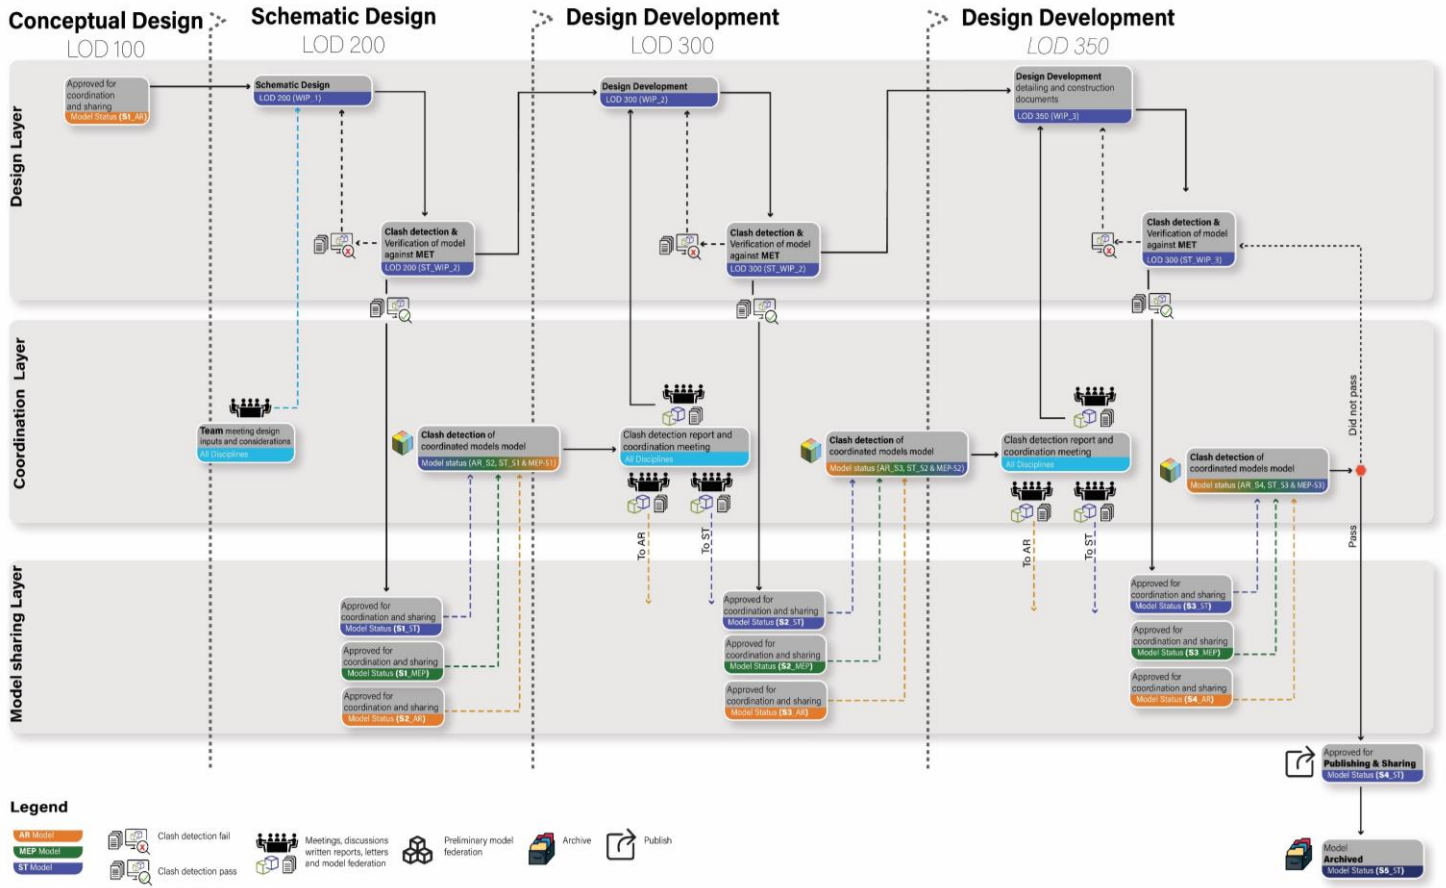 Conceptual Design
LOD 100
Schematic Design
LOD 200
Design Development
LOD 300
Design Development
LOD 350
Design Layer
Approved for
coordination
and sharing
Model Status (S1_AR)
Schematic Design
LOD 200 (WIP_1)
Clash detection &
Verification of model
against MET
LOD 200 (ST_WIP_2)
Design Development
LOD 300 (WIP_2)
Clash detection &
Verification of model
against MET
LOD 300 (ST_WIP_2)
Design Development
detailing and construction
documents
LOD 350 (WIP_3)
Clash detection &
Verification of model
against MET
LOD 300 (ST_WIP_3)
Coordination Layer
Team meeting design
inputs and considerations
All Disciplines
Clash detection of
coordinated models model
Model status (AR_S2, ST_S1 & MEP-S1)
Clash detection report and
coordination meeting
All Disciplines
To AR
To ST
Clash detection of
coordinated models model
Model status (AR_S3, ST_S2 & MEP-S2)
Clash detection report and
coordination meeting
All Disciplines
To AR
To ST
Clash detection of
coordinated models model
Model status (AR_S4, ST_S3 & MEP-S3)
Did not pass
Pass
Model sharing Layer
Approved for
coordination and sharing
Model Status (S1_ST)
Approved for
coordination and sharing
Model Status (S1_MEP)
Approved for
coordination and sharing
Model Status (S2_AR)
Approved for
coordination and sharing
Model Status (S2_ST)
Approved for
coordination and sharing
Model Status (S2_MEP)
Approved for
coordination and sharing
Model Status (S3_AR)
Approved for
coordination and sharing
Model Status (S3_ST)
Approved for
coordination and sharing
Model Status (S3_MEP)
Approved for
coordination and sharing
Model Status (S4_AR)
Approved for
Publishing & Sharing
Model Status (S4_ST)
Model
Archived
Model Status (S5_ST)
Legend
AR Model
MEP Model
ST Model
Clash detection fail
Clash detection pass
Meetings, discussions
written reports, letters
and model federation
Preliminary model
federation
Archive
Publish